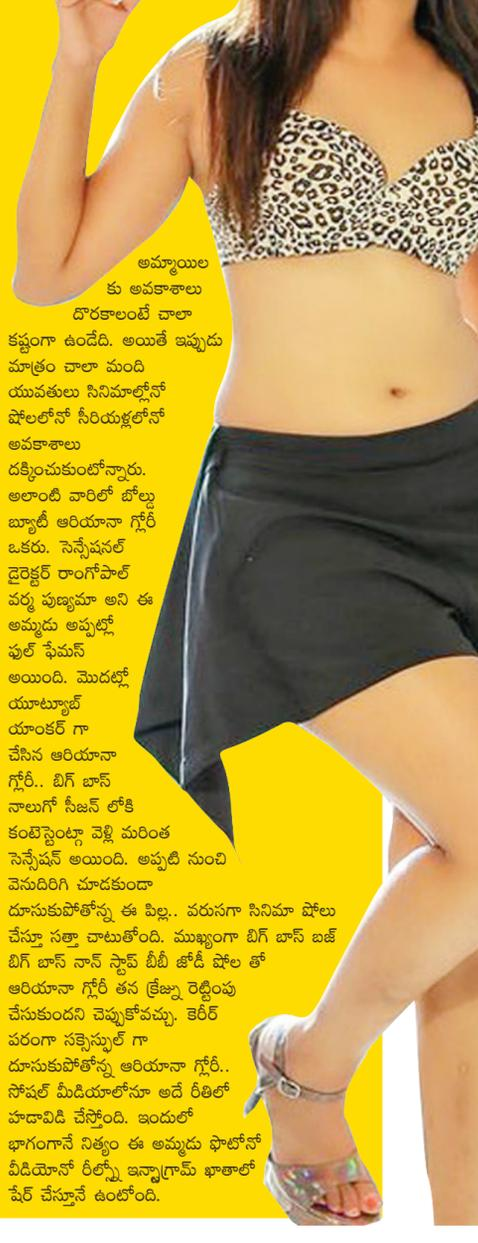 అమ్మాయిల
కు అవకాశాలు
దొరకాలంటే చాలా
కష్టంగా ఉండేది. అయితే ఇప్పుడు
మాత్రం చాలా మంది
యువతులు సినిమాల్లోనో
షోలలోనో సీరియళ్లలోనో
అవకాశాలు
దక్కించుకుంటోన్నారు.
అలాంటి వారిలో బోల్డు
బ్యూటీ ఆరియానా గ్లోరీ
ఒకరు. సెన్సేషనల్
డైరెక్టర్ రాంగోపాల్
వర్మ పుణ్యమా అని ఈ
అమ్మడు అప్పట్లో
ఫుల్ ఫేమస్
అయింది. మొదట్లో
యూట్యూబ్
యాంకర్ గా
చేసిన ఆరియానా
గ్లోరీ.. బిగ్ బాస్
నాలుగో సీజన్ లోకి
కంటెస్టెంట్గా వెళ్లి మరింత
సెన్సేషన్ అయింది. అప్పటి నుంచి
వెనుదిరిగి చూడకుండా
దూసుకుపోతోన్న ఈ పిల్ల.. వరుసగా సినిమా షోలు
చేస్తూ సత్తా చాటుతోంది. ముఖ్యంగా బిగ్ బాస్ బజ్
బిగ్ బాస్ నాన్ స్టాప్ బీబీ జోడీ షోల తో
ఆరియానా గ్లోరీ తన క్రేజ్ను రెట్టింపు
చేసుకుందని చెప్పుకోవచ్చు. కెరీర్
పరంగా సక్సెస్ఫుల్ గా
దూసుకుపోతోన్న ఆరియానా గ్లోరీ..
సోషల్ మీడియాలోనూ అదే రీతిలో
హడావిడి చేస్తోంది. ఇందులో
భాగంగానే నిత్యం ఈ అమ్మడు ఫొటోనో
వీడియోనో రీల్స్నో ఇన్స్టాగ్రామ్ ఖాతాలో
షేర్ చేస్తూనే ఉంటోంది.